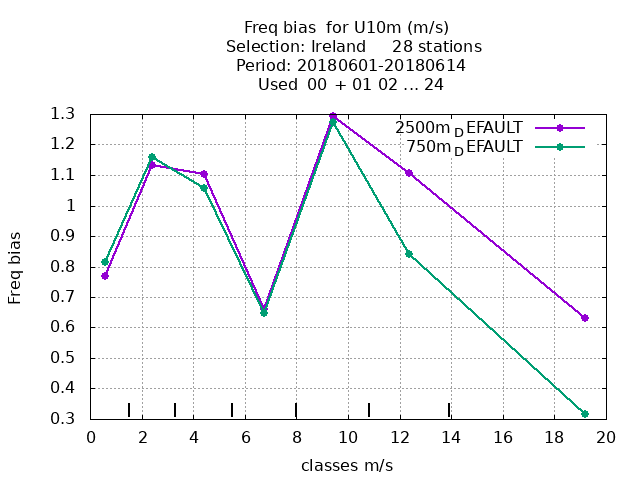 Freq bias  for U10m (m/s)
Selection: Ireland     28 stations
Period: 20180601-20180614
Used  00 + 01 02 ... 24
2500m_DEFAULT
750m_DEFAULT
Freq bias
1.3
1.2
1.1
1
0.9
0.8
0.7
0.6
0.5
0.4
0.3
0 2 4 6 8 10 12 14 16 18 20
classes m/s